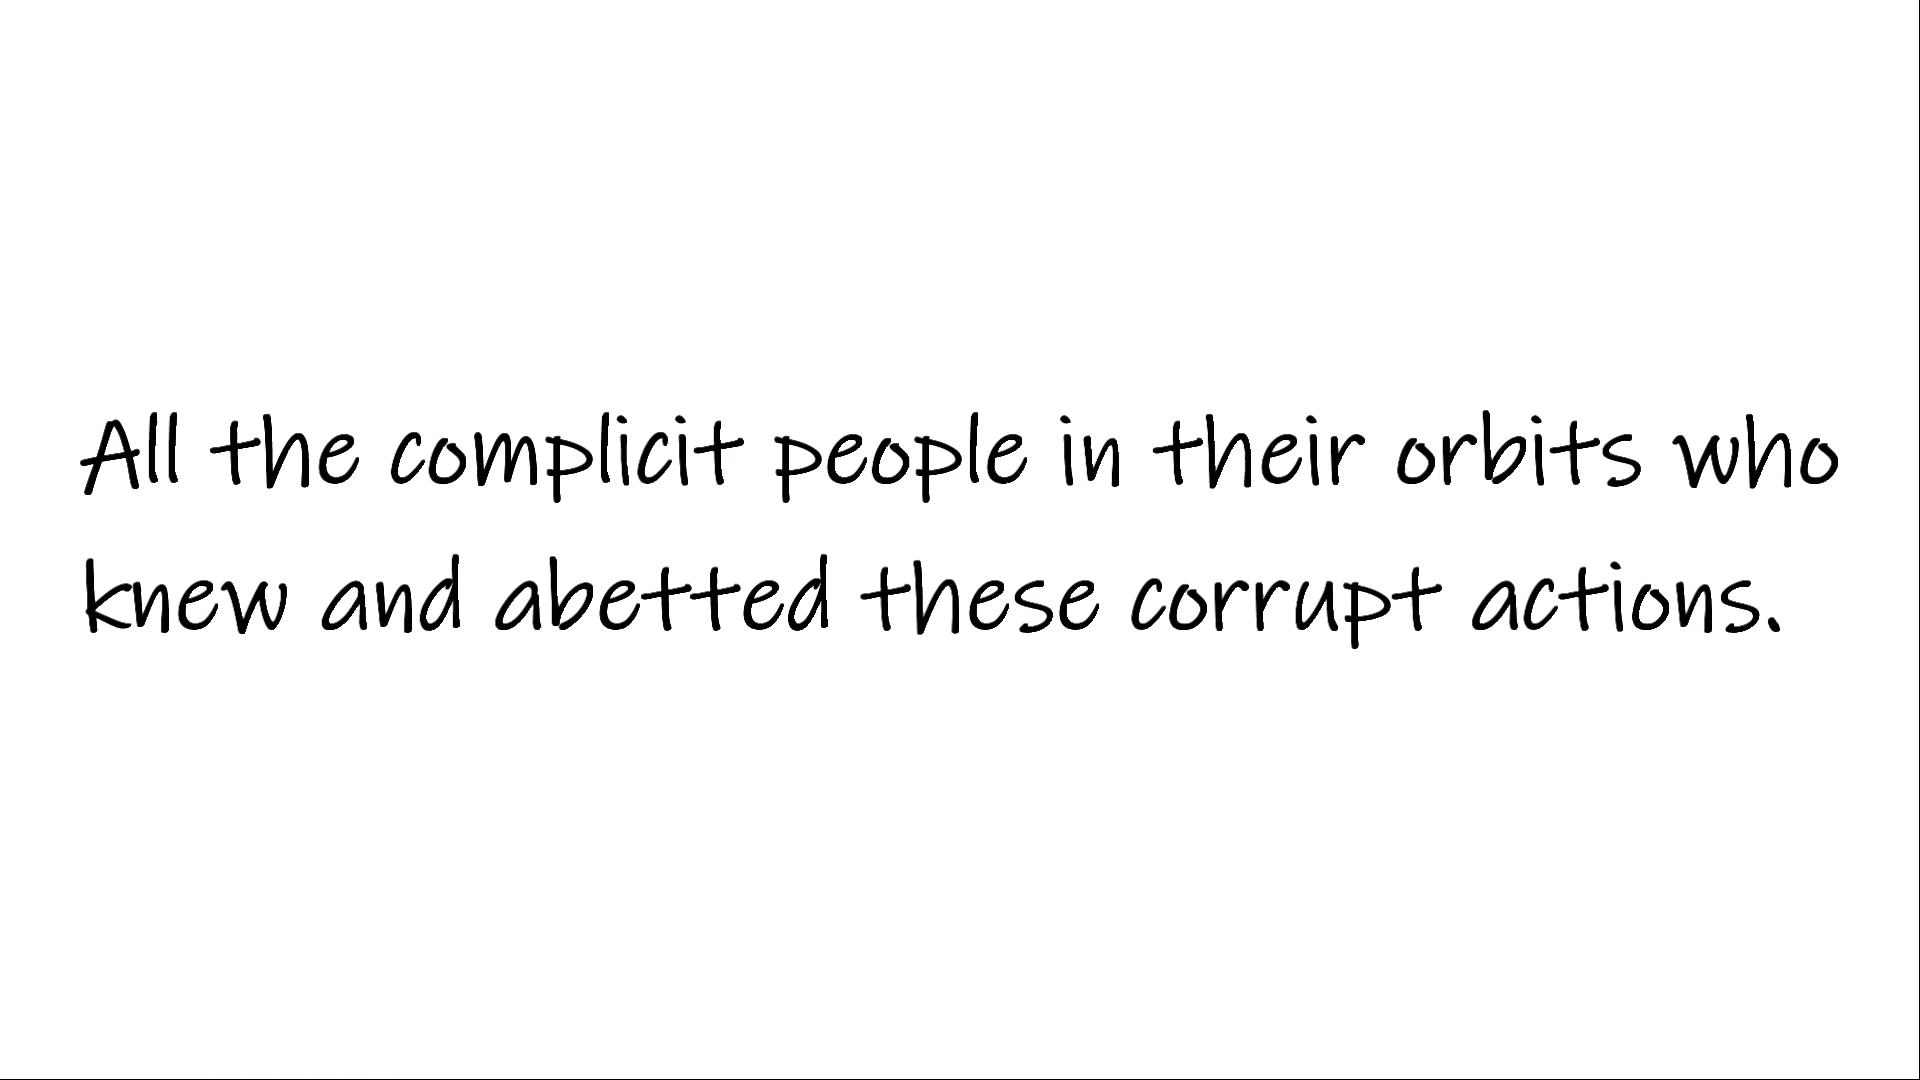 All the complicit people in their orbits who
knew and abetted these corrupt actions.